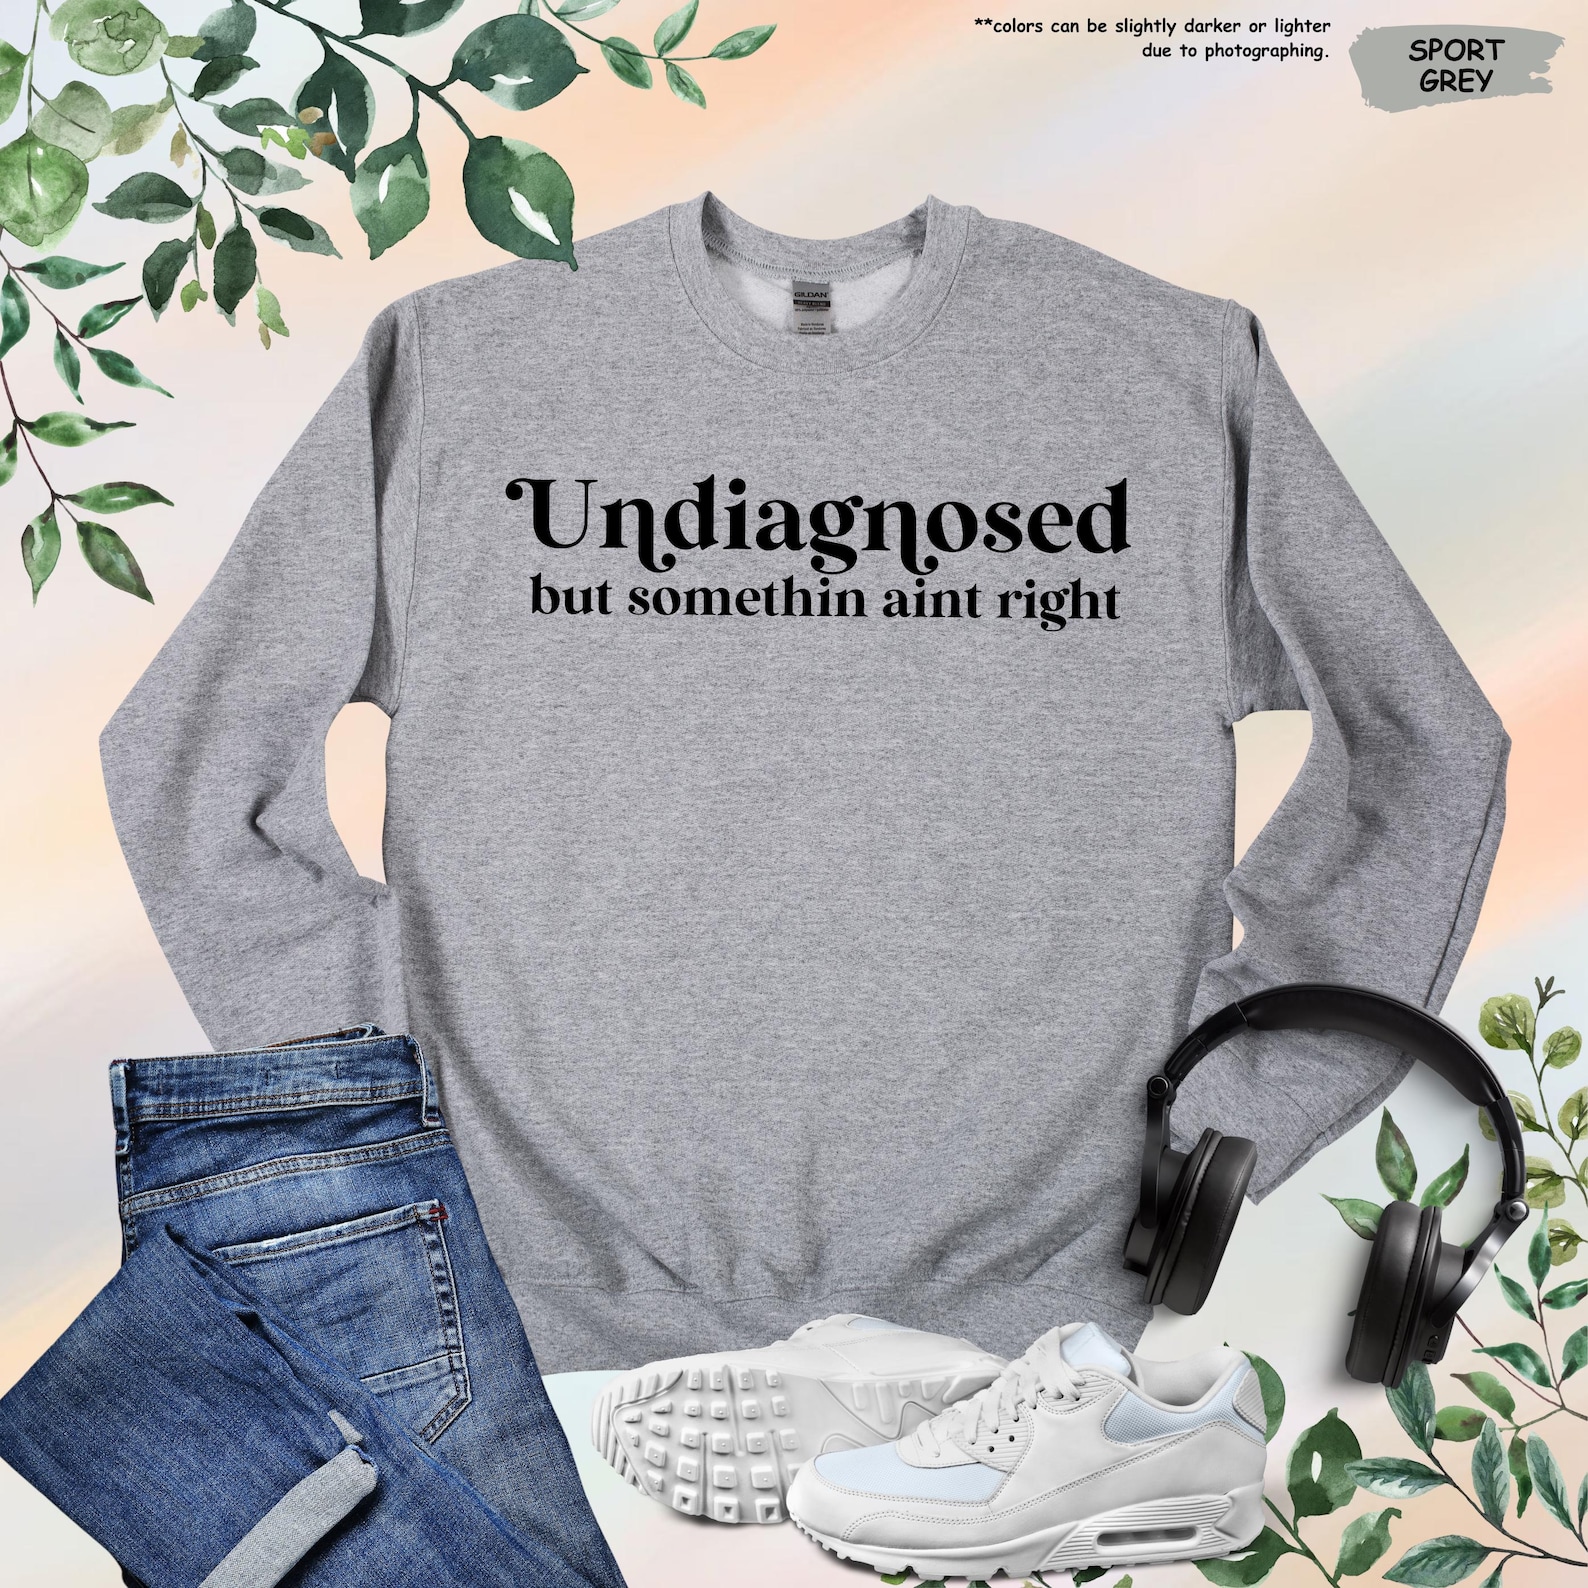 **colors can be slightly darker or lighter
due to photographing.
SPORT
GREY
GILDAN
Undiagnosed
but somethin aint right